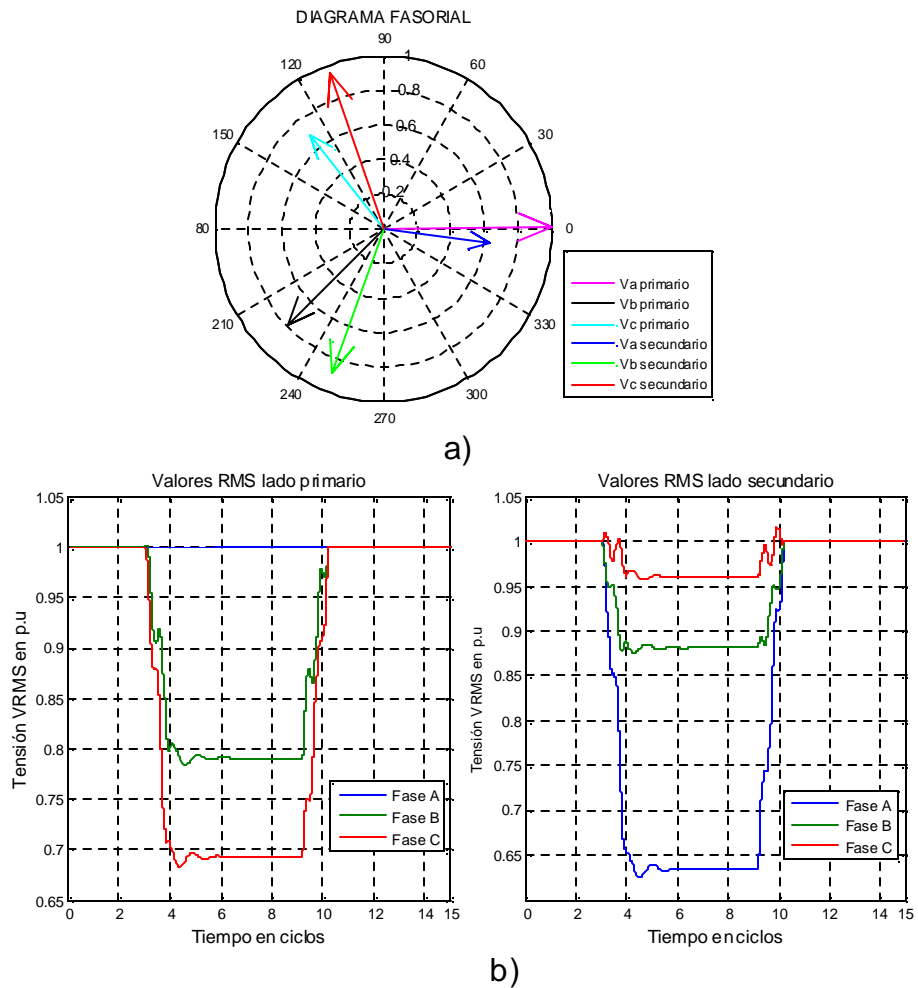 DIAGRAMA FASORIAL
90
120
1
60
0.8
150
0.6
30
0.4
0.2
80
0
210
330
240
300
270
Va primario
Vb primario
Vc primario
Va secundario
Vb secundario
Vc secundario
a)
Valores RMS lado primario
1.05
1
0.95
0.9
0.85
0.8
0.75
0.7
0.65
0
2
4
6
8
10
12
14
15
Tensión VRMS en p.u
Tiempo en ciclos
Fase A
Fase B
Fase C
Valores RMS lado secundario
1.05
1
0.95
0.9
0.85
0.8
0.75
0.7
0.65
0
2
4
6
8
10
12
14
15
Tensión VRMS en p.u
Tiempo en ciclos
Fase A
Fase B
Fase C
b)